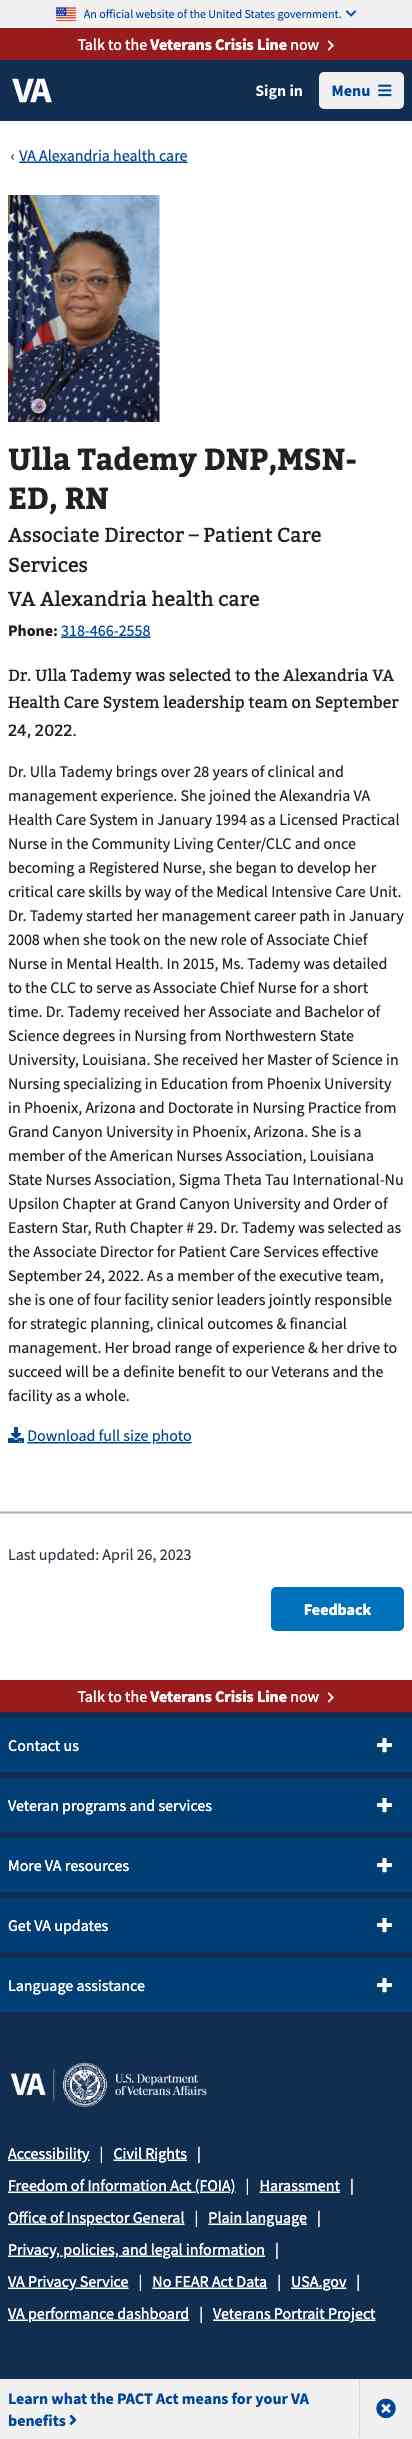 An official website of the United States government.
Talk to the Veterans Crisis Line now
VA
Sign in
Menu
‹ VA Alexandria health care
Ulla Tademy DNP,MSN-
ED, RN
Associate Director – Patient Care
Services
VA Alexandria health care
Phone: 318-466-2558
Dr. Ulla Tademy was selected to the Alexandria VA
Health Care System leadership team on September
24, 2022.
Dr. Ulla Tademy brings over 28 years of clinical and
management experience. She joined the Alexandria VA
Health Care System in January 1994 as a Licensed Practical
Nurse in the Community Living Center/CLC and once
becoming a Registered Nurse, she began to develop her
critical care skills by way of the Medical Intensive Care Unit.
Dr. Tademy started her management career path in January
2008 when she took on the new role of Associate Chief
Nurse in Mental Health. In 2015, Ms. Tademy was detailed
to the CLC to serve as Associate Chief Nurse for a short
time. Dr. Tademy received her Associate and Bachelor of
Science degrees in Nursing from Northwestern State
University, Louisiana. She received her Master of Science in
Nursing specializing in Education from Phoenix University
in Phoenix, Arizona and Doctorate in Nursing Practice from
Grand Canyon University in Phoenix, Arizona. She is a
member of the American Nurses Association, Louisiana
State Nurses Association, Sigma Theta Tau International-Nu
Upsilon Chapter at Grand Canyon University and Order of
Eastern Star, Ruth Chapter # 29. Dr. Tademy was selected as
the Associate Director for Patient Care Services effective
September 24, 2022. As a member of the executive team,
she is one of four facility senior leaders jointly responsible
for strategic planning, clinical outcomes & financial
management. Her broad range of experience & her drive to
succeed will be a definite benefit to our Veterans and the
facility as a whole.
Download full size photo
Last updated: April 26, 2023
Feedback
Talk to the Veterans Crisis Line now
Contact us
Veteran programs and services
More VA resources
Get VA updates
Language assistance
VA | U.S. Department
of Veterans Affairs
Accessibility | Civil Rights |
Freedom of Information Act (FOIA) | Harassment |
Office of Inspector General | Plain language |
Privacy, policies, and legal information |
VA Privacy Service | No FEAR Act Data | USA.gov |
VA performance dashboard | Veterans Portrait Project
Learn what the PACT Act means for your VA
benefits